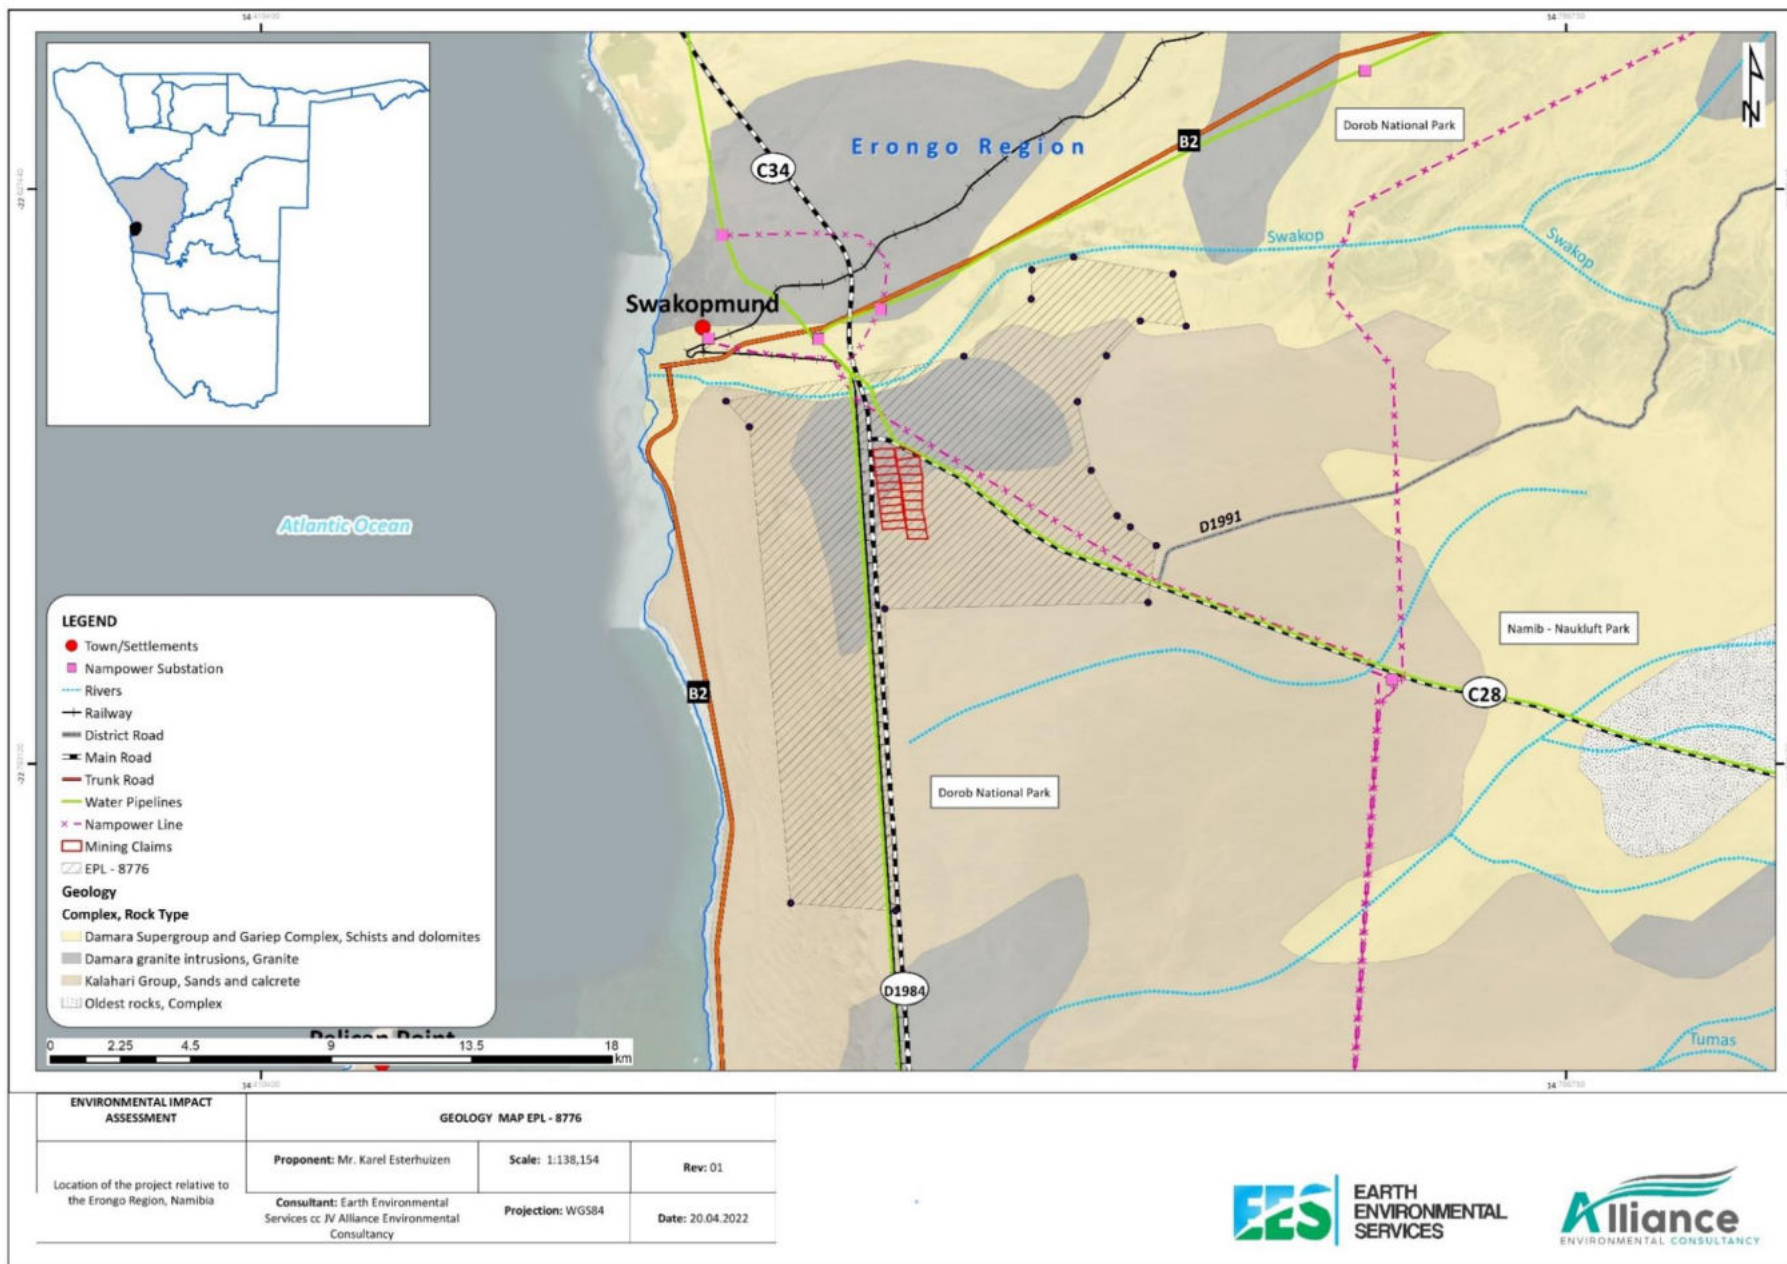 Erongo Region
Dorob National Park
B2
C34
Swakop
Swakop
Swakopmund
Atlantic Ocean
D1991
Namib - Naukluft Park
B2
C28
Dorob National Park
D1984
Tumas
LEGEND
Town/Settlements
Nampower Substation
Rivers
Railway
District Road
Main Road
Trunk Road
Water Pipelines
Nampower Line
Mining Claims
EPL - 8776
Geology
Complex, Rock Type
Damara Supergroup and Gariep Complex, Schists and dolomites
Damara granite intrusions, Granite
Kalahari Group, Sands and calcrete
Oldest rocks, Complex
Pelican Point
0 2.25 4.5 9 13.5 18
km
ENVIRONMENTAL IMPACT
ASSESSMENT
GEOLOGY MAP EPL - 8776
Location of the project relative to
the Erongo Region, Namibia
Proponent: Mr. Karel Esterhuizen
Scale: 1:138,154
Rev: 01
Consultant: Earth Environmental
Services cc JV Alliance Environmental
Consultancy
Projection: WGS84
Date: 20.04.2022
EES
EARTH
ENVIRONMENTAL
SERVICES
Alliance
ENVIRONMENTAL CONSULTANCY